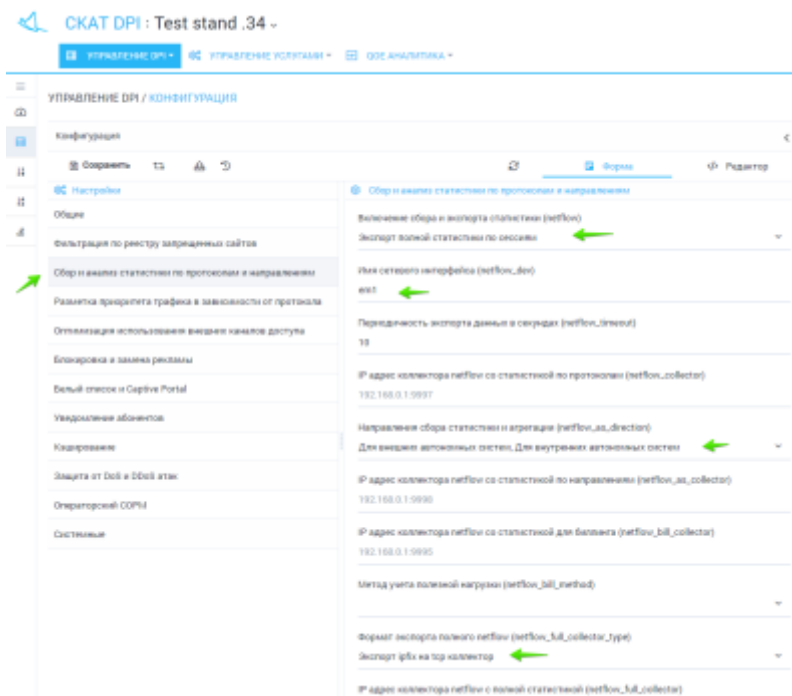 СКАТ DPI : Test stand .34
УПРАВЛЕНИЕ DPI
УПРАВЛЕНИЕ УСЛУГАМИ
QOE АНАЛИТИКА
УПРАВЛЕНИЕ DPI / КОНФИГУРАЦИЯ
Конфигурация
Сохранить
Форма
Редактор
Настройки
Общие
Фильтрация по реестру запрещенных сайтов
Сбор и анализ статистики по протоколам и направлениям
Разметка приоритета трафика в зависимости от протокола
Оптимизация использования внешних каналов доступа
Блокировка и замена рекламы
Белый список и Captive Portal
Уведомление абонентов
Кэширование
Защита от DoS и DDoS атак
Операторский СОРМ
Системные
Сбор и анализ статистики по протоколам и направлениям
Включение сбора и экспорта статистики (netflow)
Экспорт полной статистики по сессиям
Имя сетевого интерфейса (netflow_dev)
em1
Периодичность экспорта данных в секундах (netflow_timeout)
10
IP адрес коллектора netflow со статистикой по протоколам (netflow_collector)
192.168.0.1:9997
Направления сбора статистики и агрегации (netflow_as_direction)
Для внешних автономных систем, Для внутренних автономных систем
IP адрес коллектора netflow со статистикой по направлениям (netflow_as_collector)
192.168.0.1:9998
IP адрес коллектора netflow со статистикой для биллинга (netflow_bill_collector)
192.168.0.1:9995
Метод учета полезной нагрузки (netflow_bill_method)
Формат экспорта полного netflow (netflow_full_collector_type)
Экспорт ipfix на tcp коллектор
IP адрес коллектора netflow с полной статистикой (netflow_full_collector)